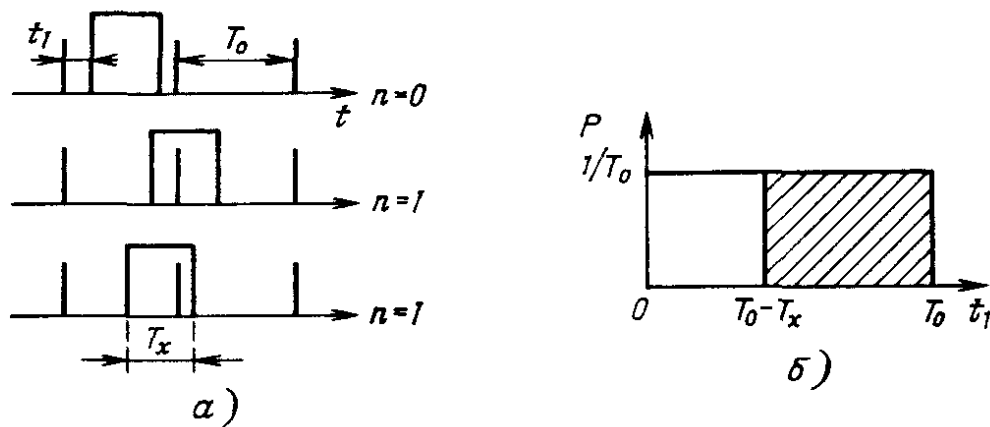 t₁
T₀
t
n=0
n=1
n=1
Tₓ
а)
P
1/T₀
0
T₀-Tₓ
T₀
t₁
б)